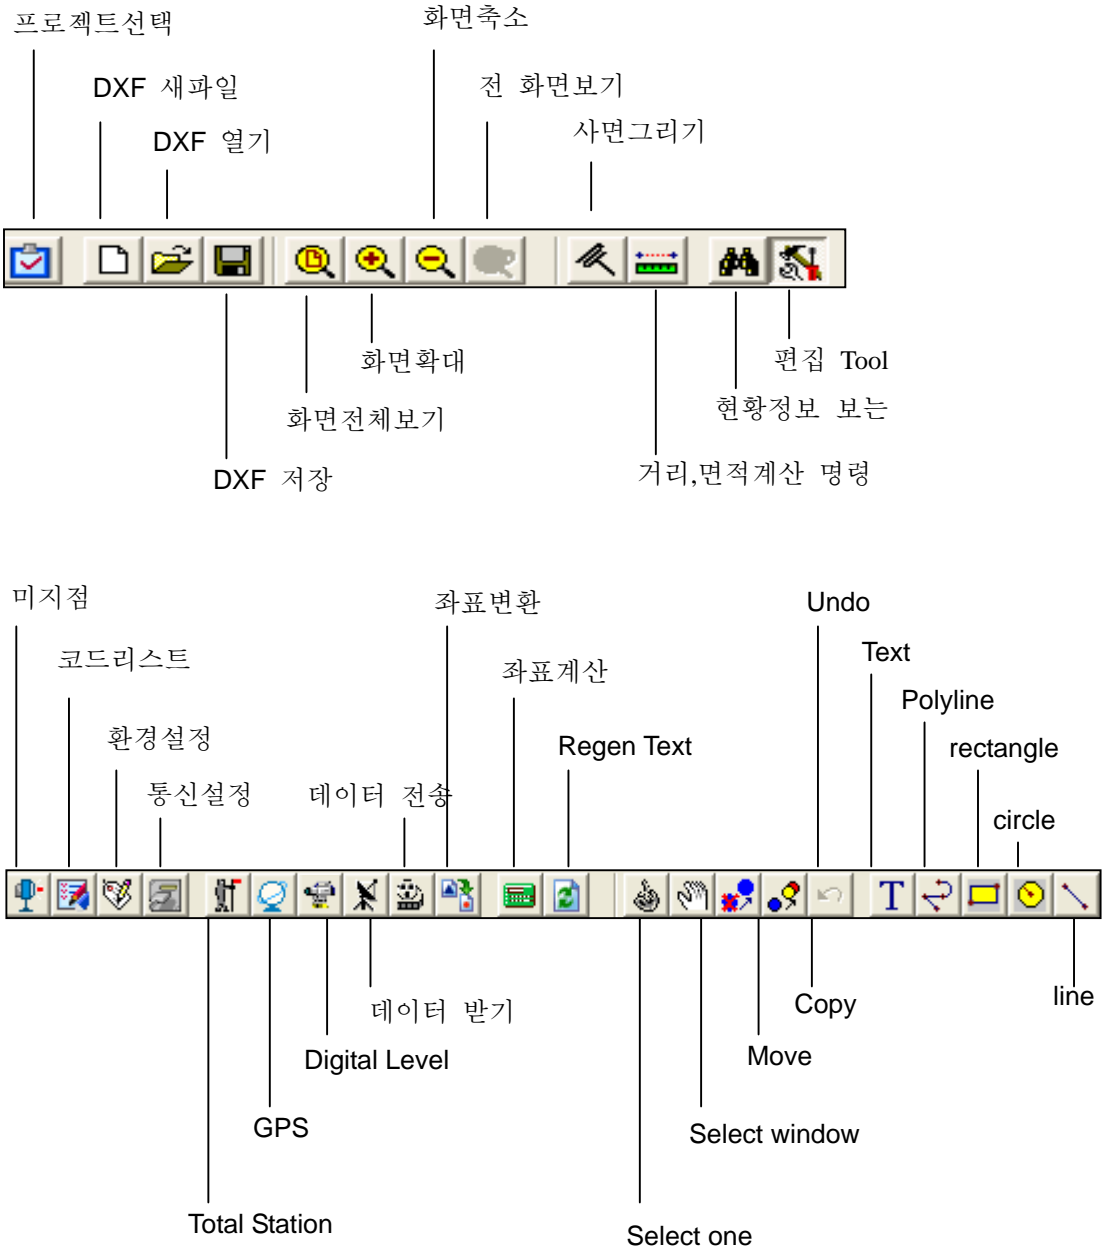 프로젝트선택
화면축소
DXF 새파일
전 화면보기
DXF 열기
사면그리기
화면확대
편집 Tool
화면전체보기
현황정보 보는
DXF 저장
거리,면적계산 명령
미지점
좌표변환
Undo
코드리스트
좌표계산
Text
Polyline
환경설정
Regen Text
rectangle
통신설정
데이터 전송
circle
T
데이터 받기
Copy
line
Digital Level
Move
GPS
Select window
Total Station
Select one